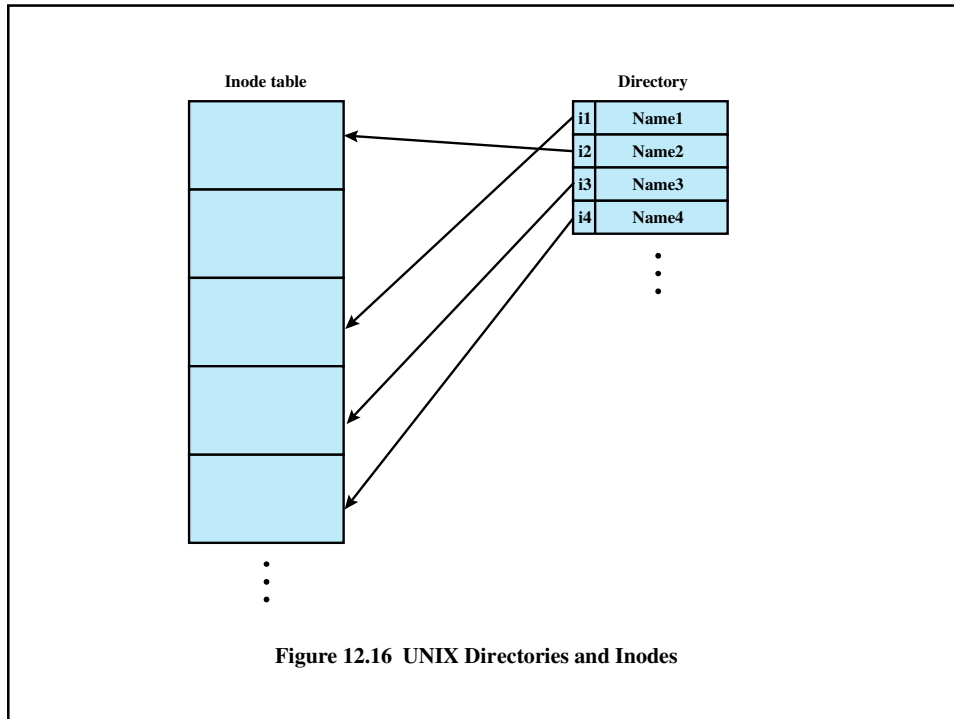 Inode table
Directory
i1 Name1
i2 Name2
i3 Name3
i4 Name4
Figure 12.16 UNIX Directories and Inodes